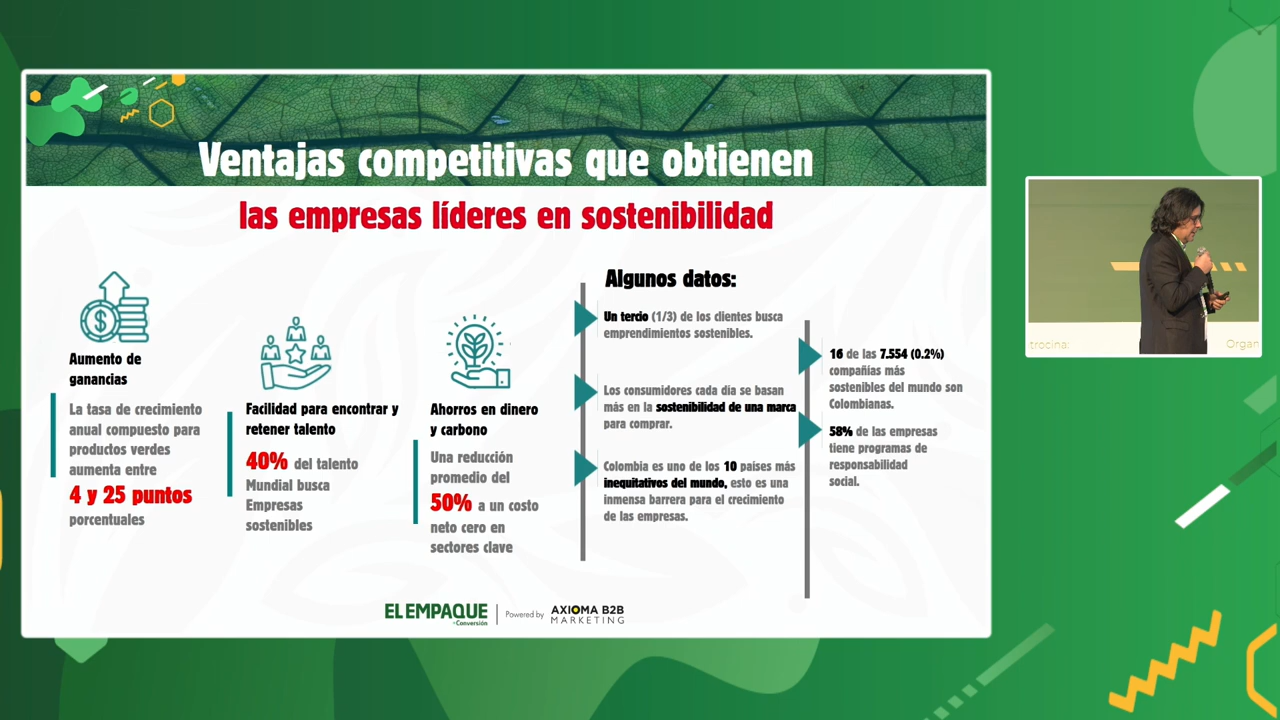 Ventajas competitivas que obtienen
las empresas líderes en sostenibilidad
Aumento de
ganancias
La tasa de crecimiento
anual compuesto para
productos verdes
aumenta entre
4 y 25 puntos
porcentuales
Facilidad para encontrar y
retener talento
40% del talento
Mundial busca
Empresas
sostenibles
Ahorros en dinero
y carbono
Una reducción
promedio del
50% a un costo
neto cero en
sectores clave
Algunos datos:
Un tercio (1/3) de los clientes busca
emprendimientos sostenibles.
Los consumidores cada día se basan
más en la sostenibilidad de una marca
para comprar.
Colombia es uno de los 10 países más
inequitativos del mundo, esto es una
inmensa barrera para el crecimiento
de las empresas.
16 de las 7.554 (0.2%)
compañías más
sostenibles del mundo son
Colombianas.
58% de las empresas
tiene programas de
responsabilidad
social.
EL EMPAQUE
+Conversión
Powered by
AXIOMA B2B
MARKETING
trocina:
Organ